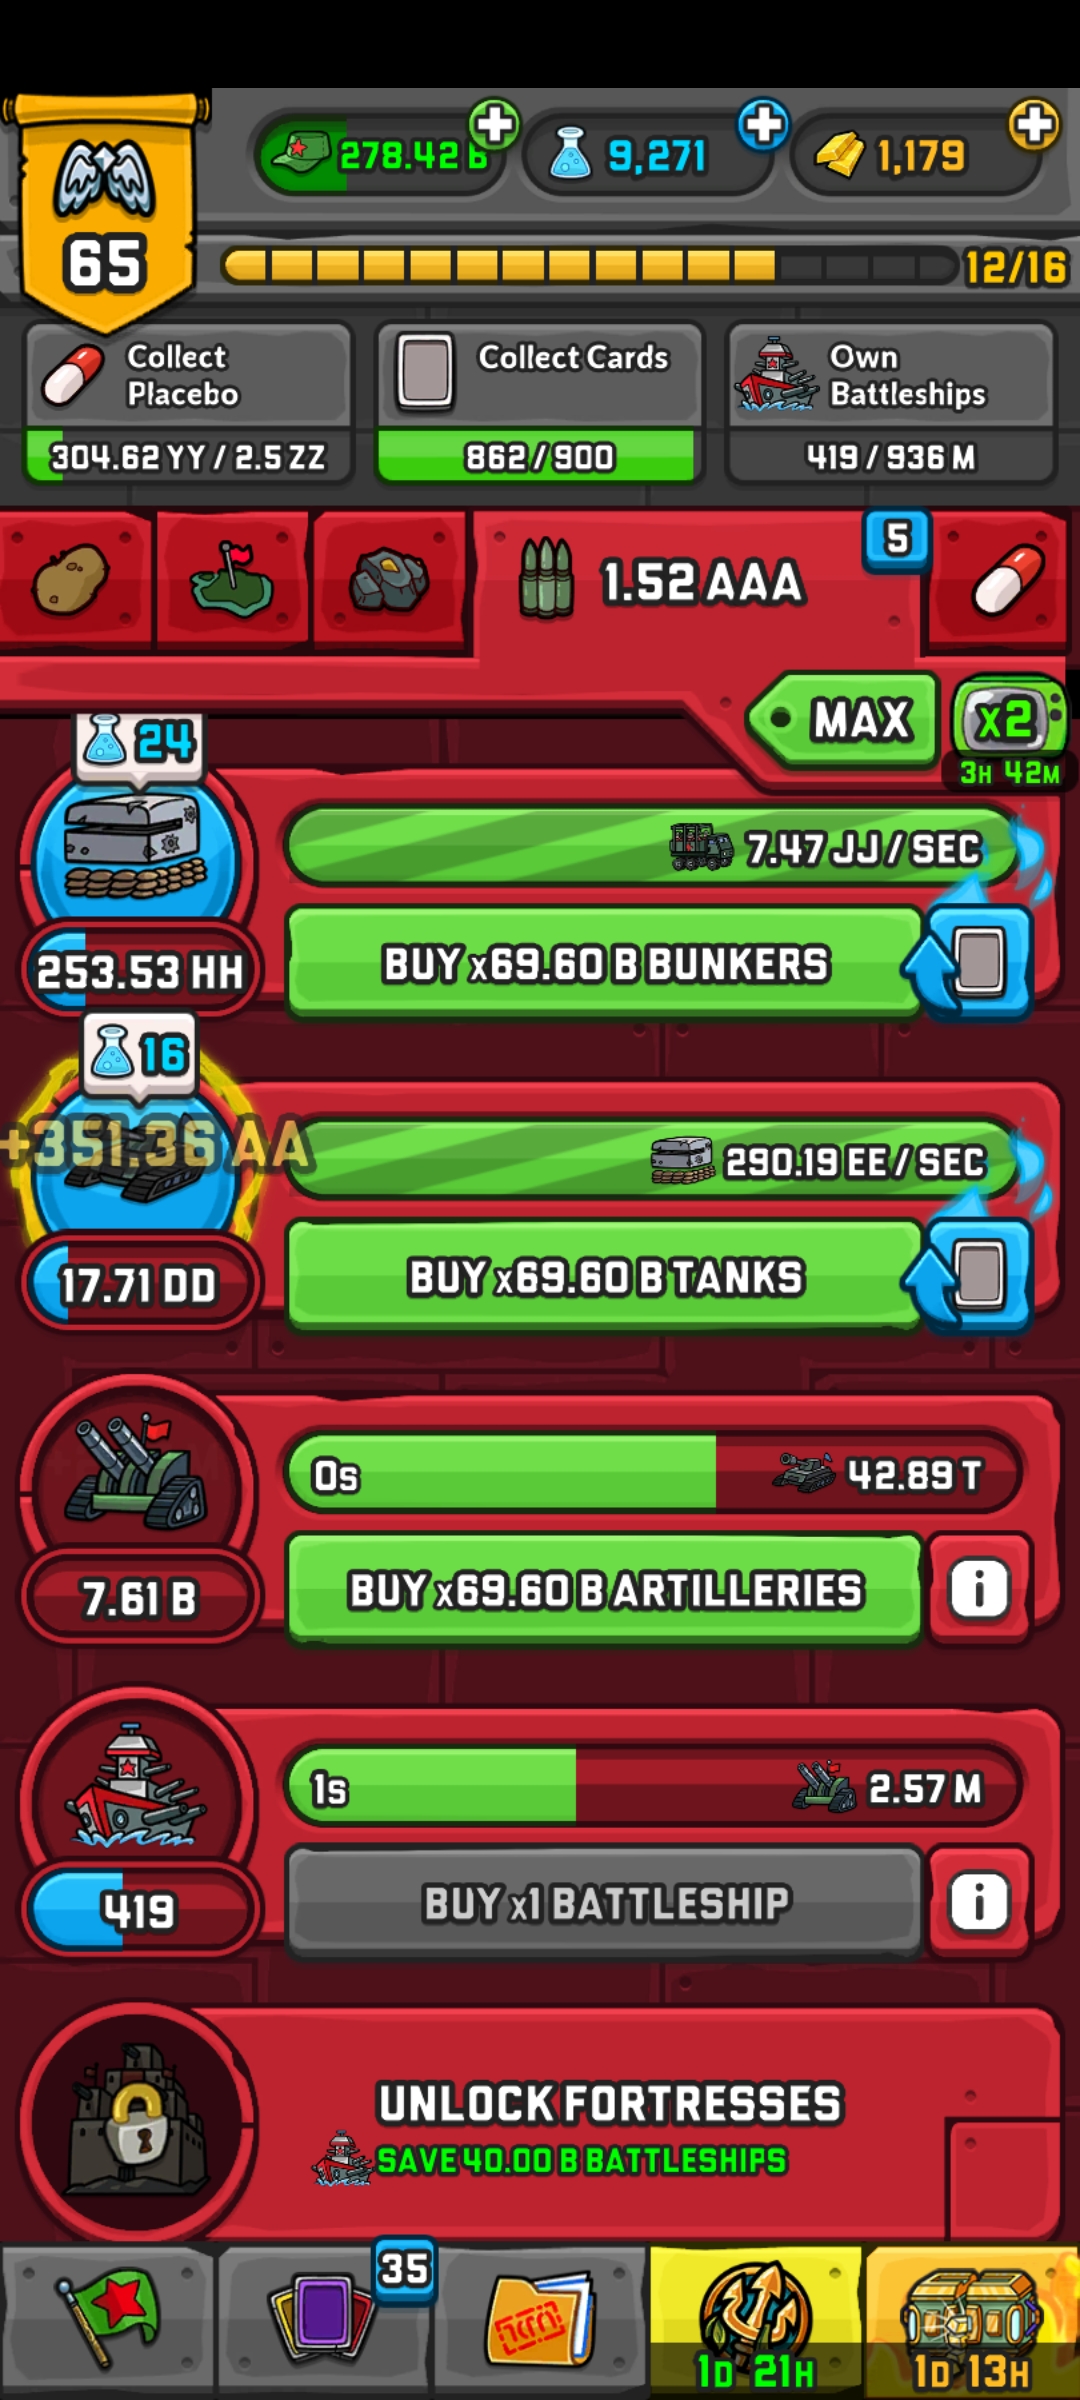 278.42 B
9,271
1,179
65
12/16
Collect
Placebo
Collect Cards
Own
Battleships
304.62 YY / 2.5 ZZ
862/900
419 / 936 M
5
1.52 AAA
MAX
x2
3H 42M
24
7.47 JJ / SEC
253.53 HH
BUY x69.60 B BUNKERS
16
+351.36 AA
290.19 EE / SEC
17.71 DD
BUY x69.60 B TANKS
0s
42.89 T
7.61 B
BUY x69.60 B ARTILLERIES
i
1s
2.57 M
419
BUY x1 BATTLESHIP
i
UNLOCK FORTRESSES
SAVE 40.00 B BATTLESHIPS
35
1D 21H
1D 13H